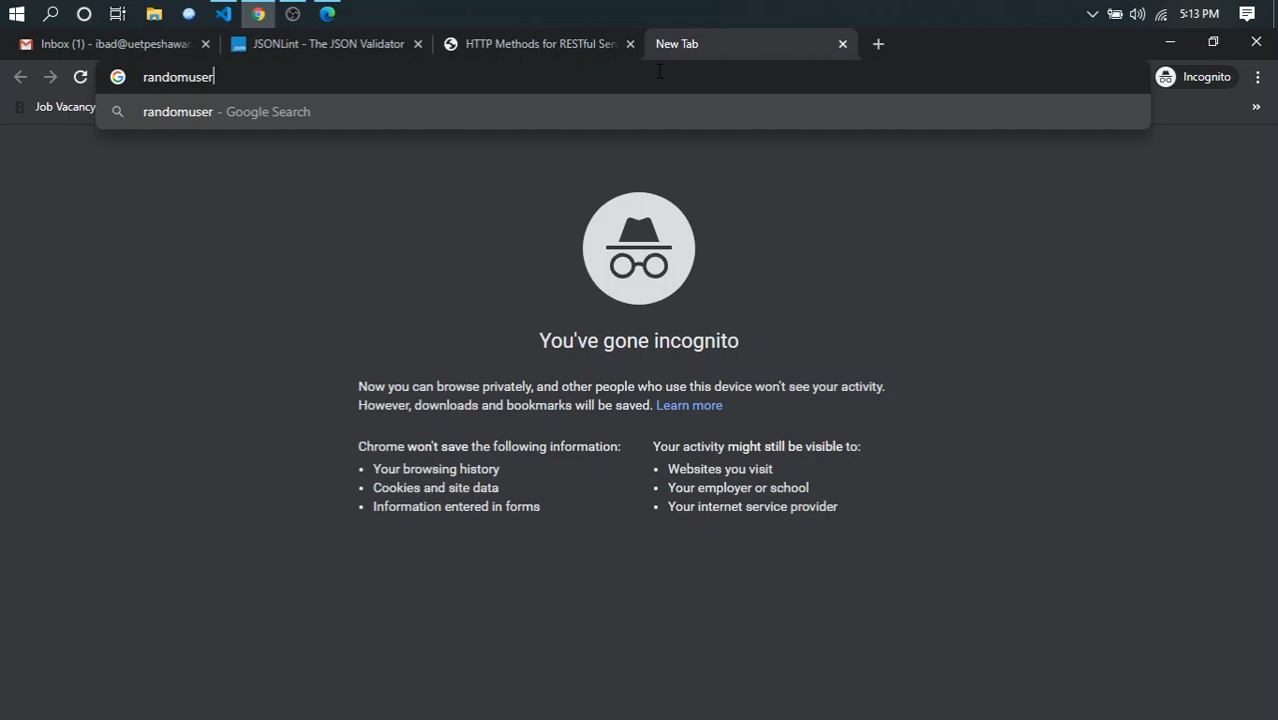 5:13 PM
Inbox (1) - ibad@uetpeshawar
JSONLint - The JSON Validator
HTTP Methods for RESTful Ser
New Tab
randomuser
Incognito
Job Vacancy
»
randomuser - Google Search
You've gone incognito
Now you can browse privately, and other people who use this device won't see your activity.
However, downloads and bookmarks will be saved. Learn more
Chrome won't save the following information:
• Your browsing history
• Cookies and site data
• Information entered in forms
Your activity might still be visible to:
• Websites you visit
• Your employer or school
• Your internet service provider